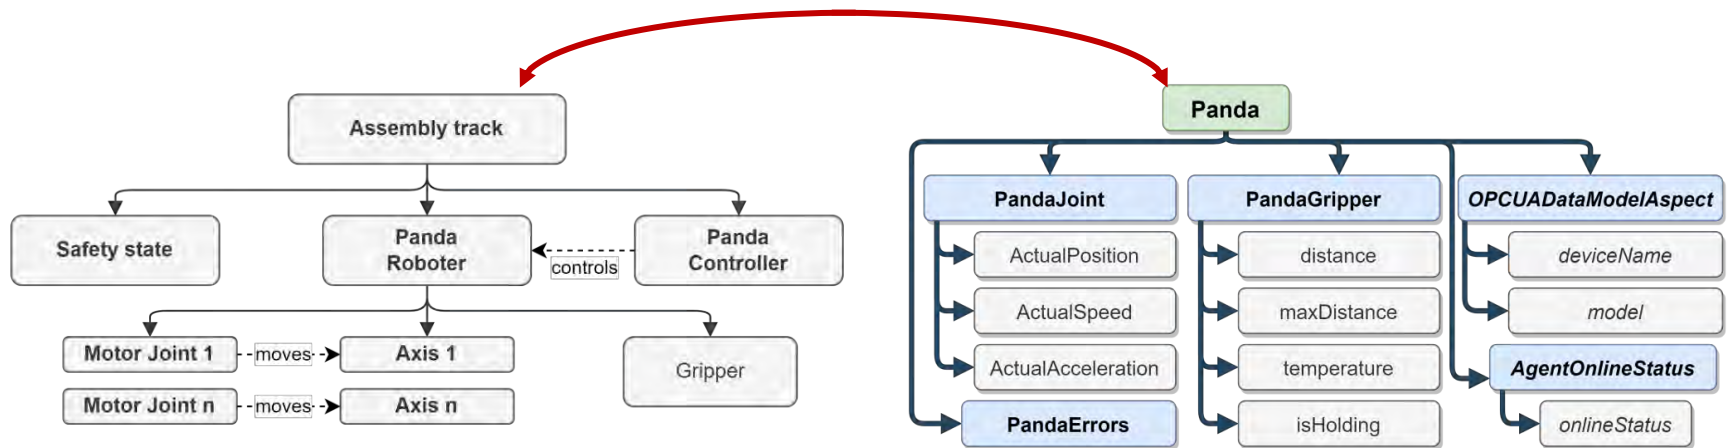 Assembly track
Safety state
Panda
Roboter
controls
Panda
Controller
Motor Joint 1
moves
Axis 1
Gripper
Motor Joint n
moves
Axis n
Panda
PandaJoint
ActualPosition
ActualSpeed
ActualAcceleration
PandaErrors
PandaGripper
distance
maxDistance
temperature
isHolding
OPCUADataModelAspect
deviceName
model
AgentOnlineStatus
onlineStatus